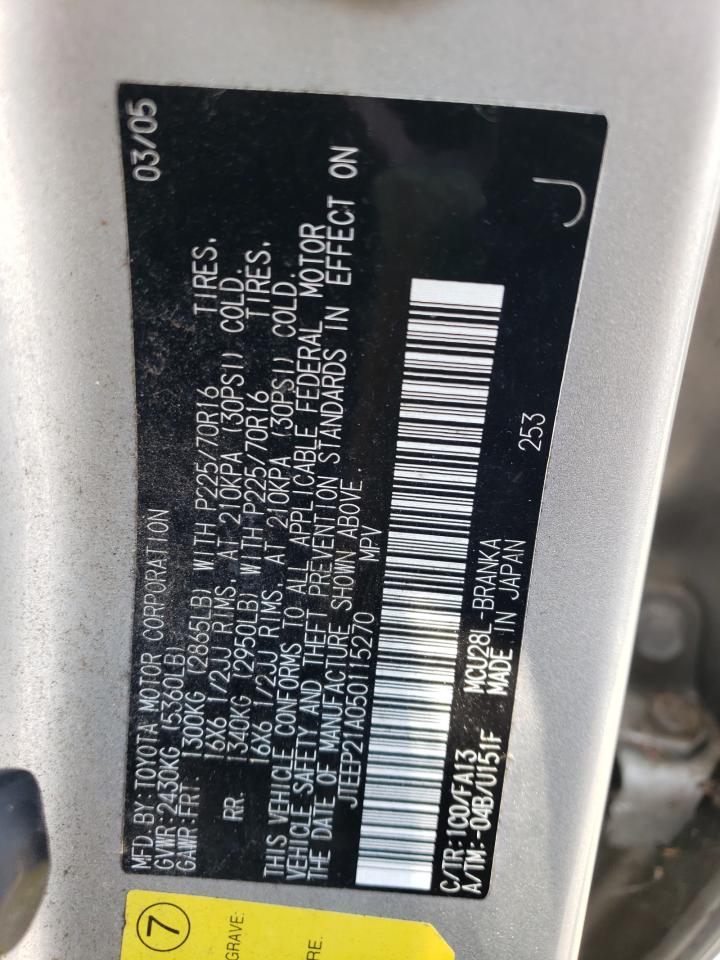 MFD. BY: TOYOTA MOTOR CORPORATION 03/05
GVWR: 2430KG (5360LB)
GAWR: FRT. 1300KG (2865LB) WITH P225/70R16 TIRES,
16X6 1/2JJ RIMS, AT 210KPA (30PSI) COLD.
RR. 1340KG (2950LB) WITH P225/70R16 TIRES,
16X6 1/2JJ RIMS, AT 210KPA (30PSI) COLD.
THIS VEHICLE CONFORMS TO ALL APPLICABLE FEDERAL MOTOR
VEHICLE SAFETY AND THEFT PREVENTION STANDARDS IN EFFECT ON
THE DATE OF MANUFACTURE SHOWN ABOVE.
JTEEP21A050115270 MPV
C/TR: 1C0/FA13 MCU28L-BRANKA 253
A/TM: -04B/U151F MADE IN JAPAN
J
7
GRAVE:
RE.